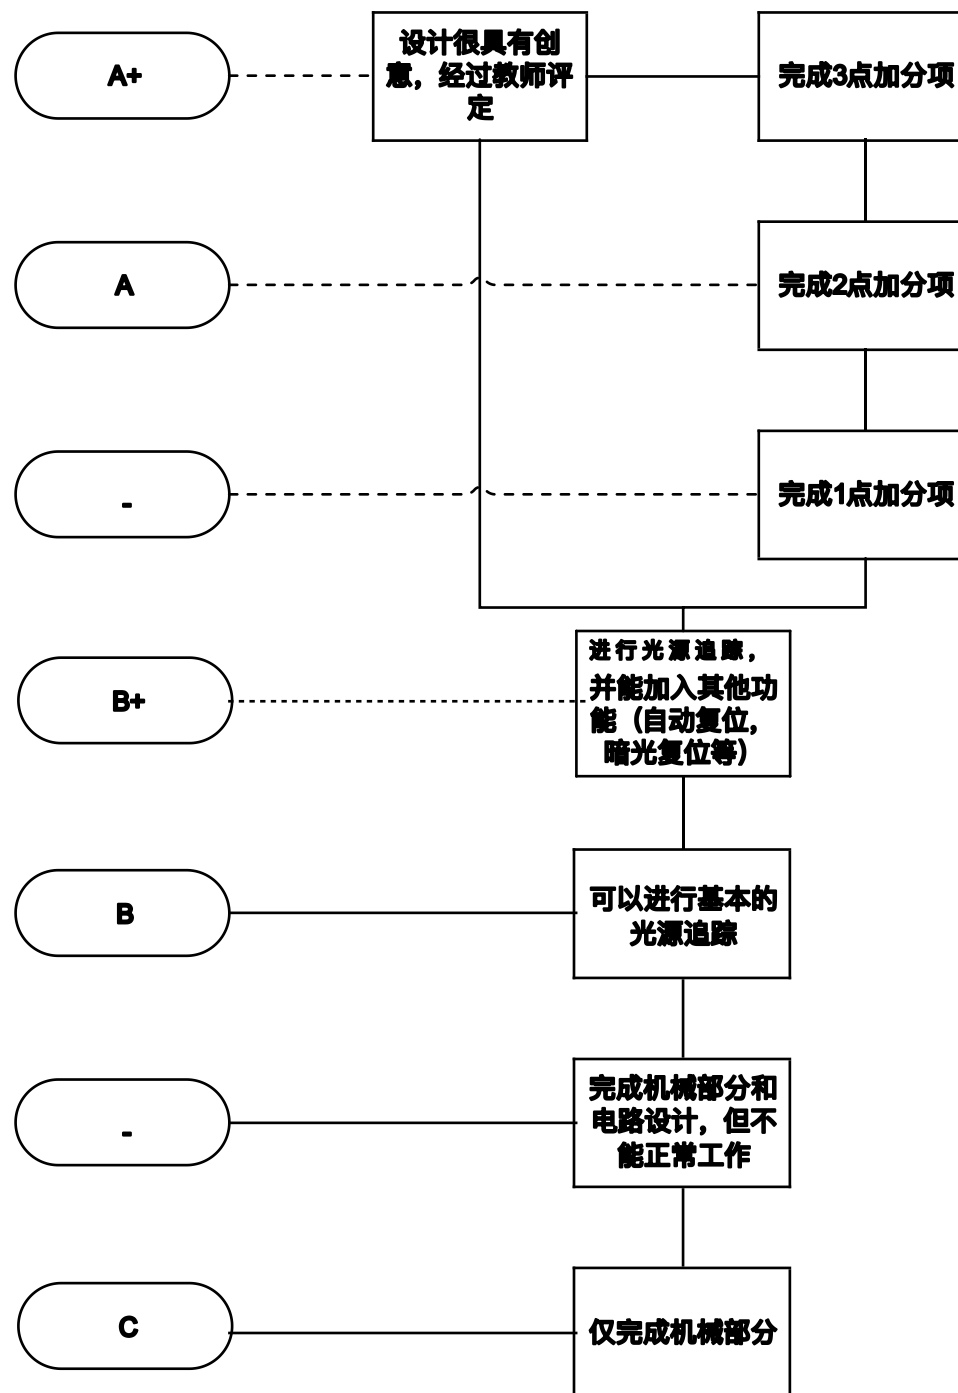 A+
设计很具有创
意，经过教师评
定
完成3点加分项
A
完成2点加分项
-
完成1点加分项
B+
进行光源追踪，
并能加入其他功
能（自动复位，
暗光复位等）
B
可以进行基本的
光源追踪
-
完成机械部分和
电路设计，但不
能正常工作
C
仅完成机械部分